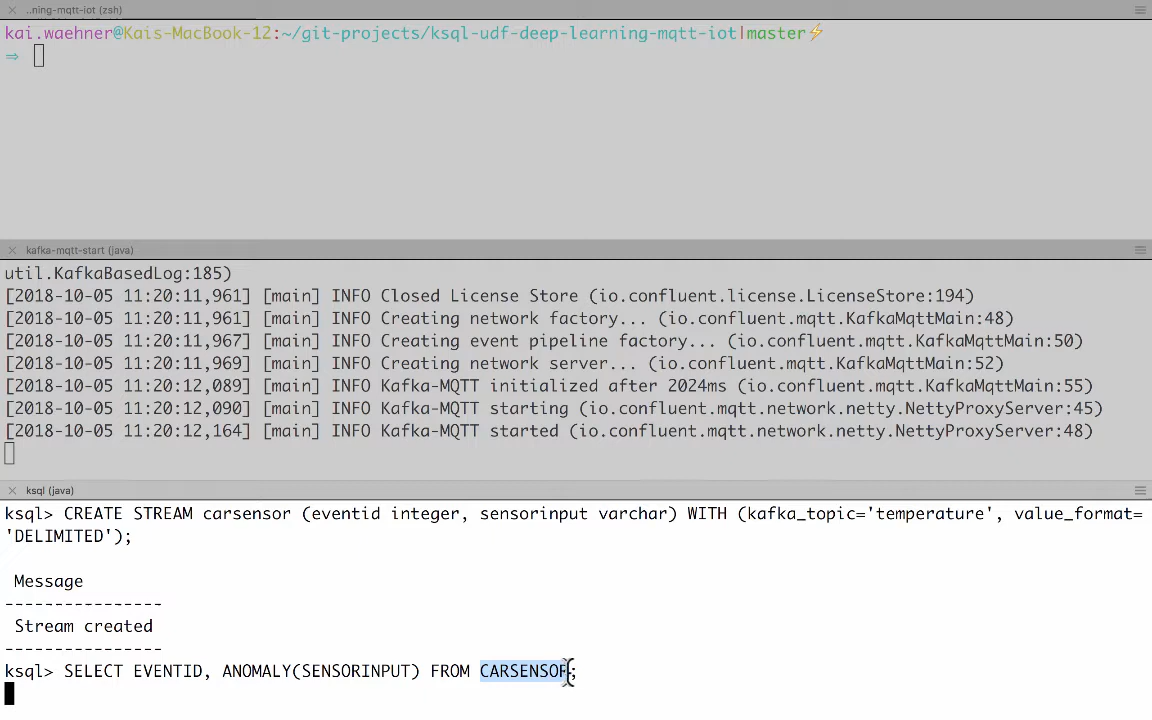 ..ning-mqtt-iot (zsh)
kai.waehner@Kais-MacBook-12:~/git-projects/ksql-udf-deep-learning-mqtt-iot|master⚡
⇒
kafka-mqtt-start (java)
util.KafkaBasedLog:185)
[2018-10-05 11:20:11,961] [main] INFO Closed License Store (io.confluent.license.LicenseStore:194)
[2018-10-05 11:20:11,961] [main] INFO Creating network factory... (io.confluent.mqtt.KafkaMqttMain:48)
[2018-10-05 11:20:11,967] [main] INFO Creating event pipeline factory... (io.confluent.mqtt.KafkaMqttMain:50)
[2018-10-05 11:20:11,969] [main] INFO Creating network server... (io.confluent.mqtt.KafkaMqttMain:52)
[2018-10-05 11:20:12,089] [main] INFO Kafka-MQTT initialized after 2024ms (io.confluent.mqtt.KafkaMqttMain:55)
[2018-10-05 11:20:12,090] [main] INFO Kafka-MQTT starting (io.confluent.mqtt.network.netty.NettyProxyServer:45)
[2018-10-05 11:20:12,164] [main] INFO Kafka-MQTT started (io.confluent.mqtt.network.netty.NettyProxyServer:48)
ksql (java)
ksql> CREATE STREAM carsensor (eventid integer, sensorinput varchar) WITH (kafka_topic='temperature', value_format=
'DELIMITED');
Message
----------------
Stream created
----------------
ksql> SELECT EVENTID, ANOMALY(SENSORINPUT) FROM CARSENSOR;